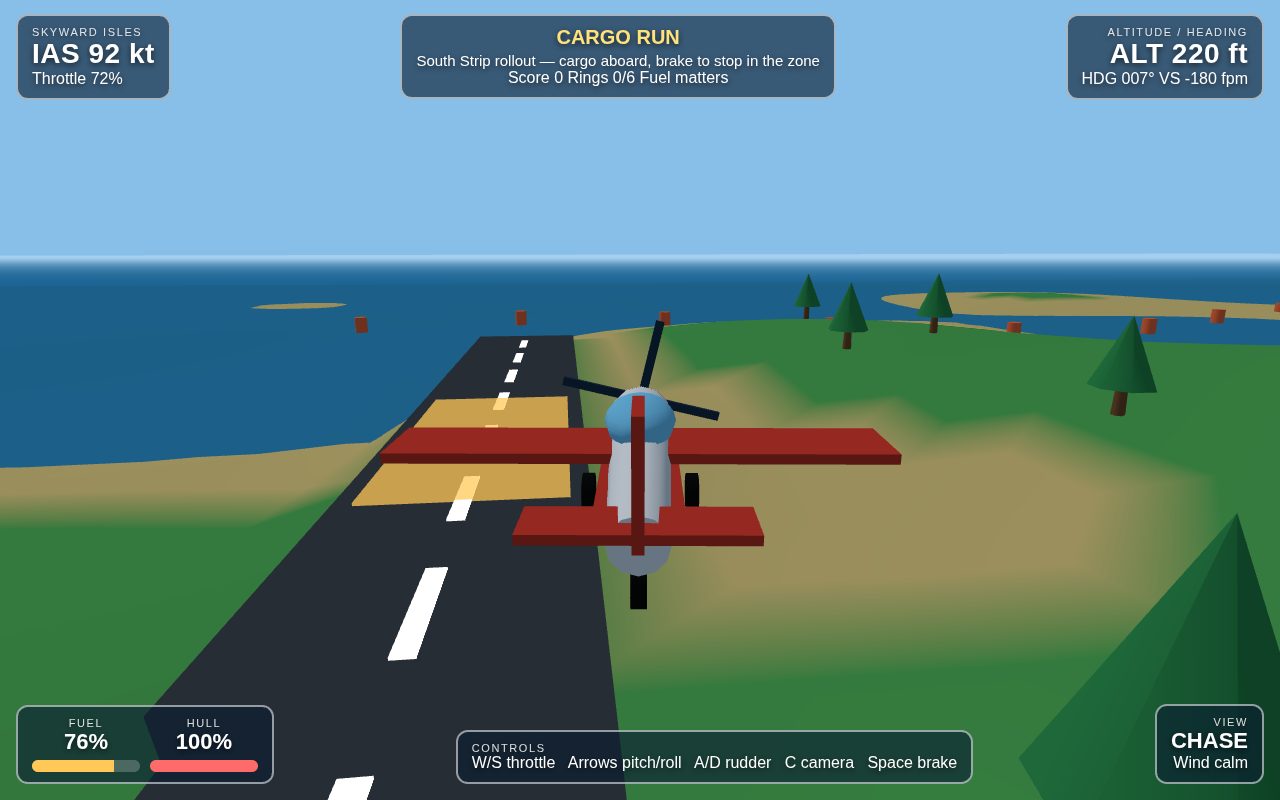 SKYWARD ISLES
IAS 92 kt
Throttle 72%
CARGO RUN
South Strip rollout — cargo aboard, brake to stop in the zone
Score 0 Rings 0/6 Fuel matters
ALTITUDE / HEADING
ALT 220 ft
HDG 007° VS -180 fpm
FUEL
76%
HULL
100%
CONTROLS
W/S throttle Arrows pitch/roll A/D rudder C camera Space brake
VIEW
CHASE
Wind calm